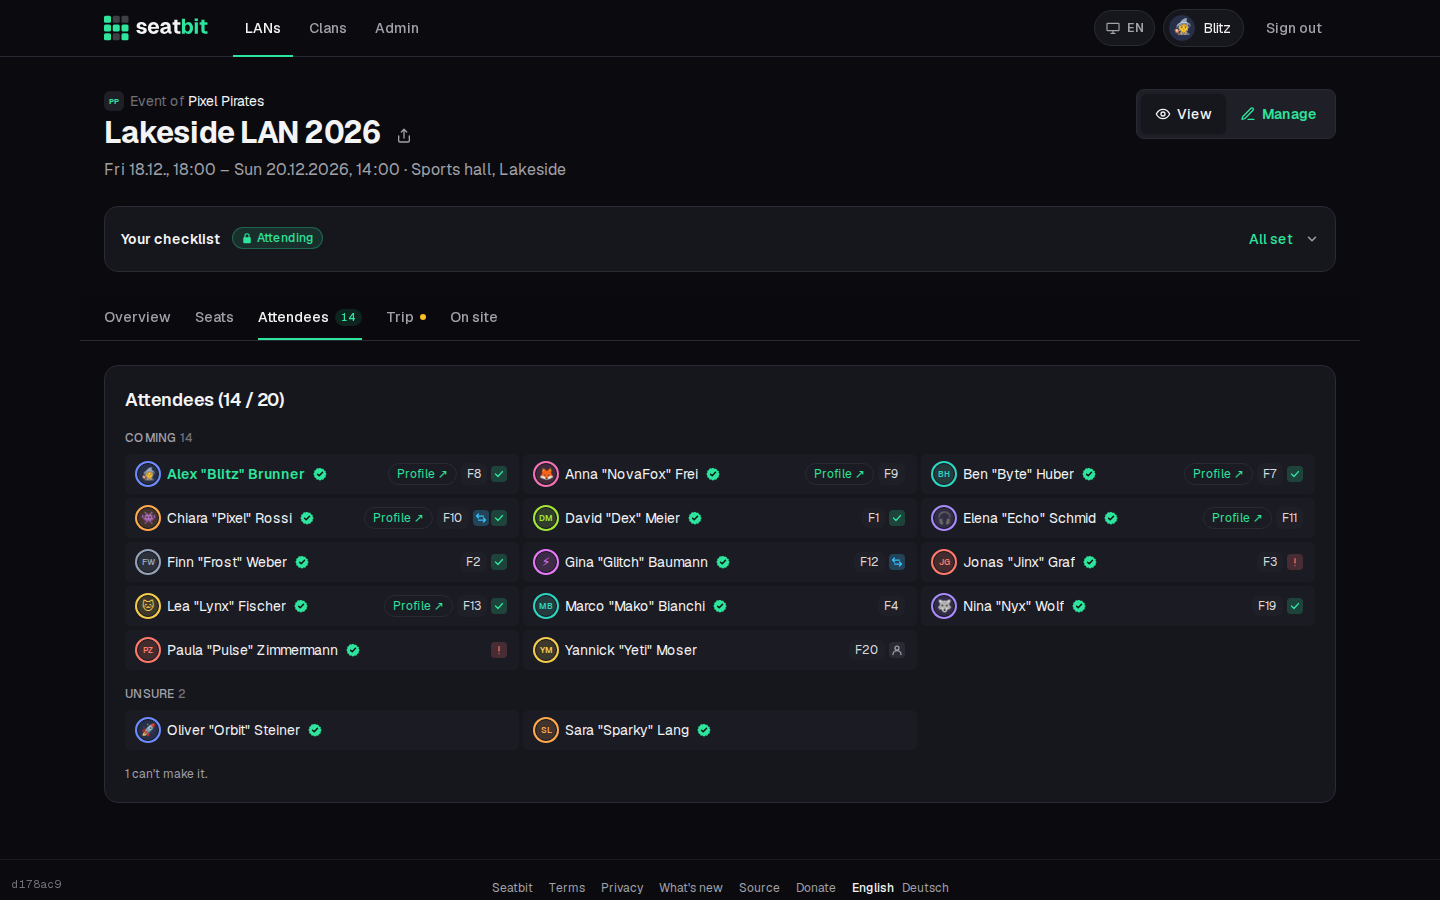 seatbit LANs Clans Admin EN Blitz Sign out
PP Event of Pixel Pirates
Lakeside LAN 2026
View Manage
Fri 18.12., 18:00 – Sun 20.12.2026, 14:00 · Sports hall, Lakeside
Your checklist Attending All set
Overview Seats Attendees 14 Trip On site
Attendees (14 / 20)
COMING 14
Alex "Blitz" Brunner Profile ↗ F8
Anna "NovaFox" Frei Profile ↗ F9
BH Ben "Byte" Huber Profile ↗ F7
Chiara "Pixel" Rossi Profile ↗ F10
DM David "Dex" Meier F1
Elena "Echo" Schmid Profile ↗ F11
FW Finn "Frost" Weber F2
Gina "Glitch" Baumann F12
JG Jonas "Jinx" Graf F3 !
Lea "Lynx" Fischer Profile ↗ F13
MB Marco "Mako" Bianchi F4
Nina "Nyx" Wolf F19
PZ Paula "Pulse" Zimmermann !
YM Yannick "Yeti" Moser F20
UNSURE 2
Oliver "Orbit" Steiner
SL Sara "Sparky" Lang
1 can't make it.
d178ac9
Seatbit Terms Privacy What's new Source Donate English Deutsch